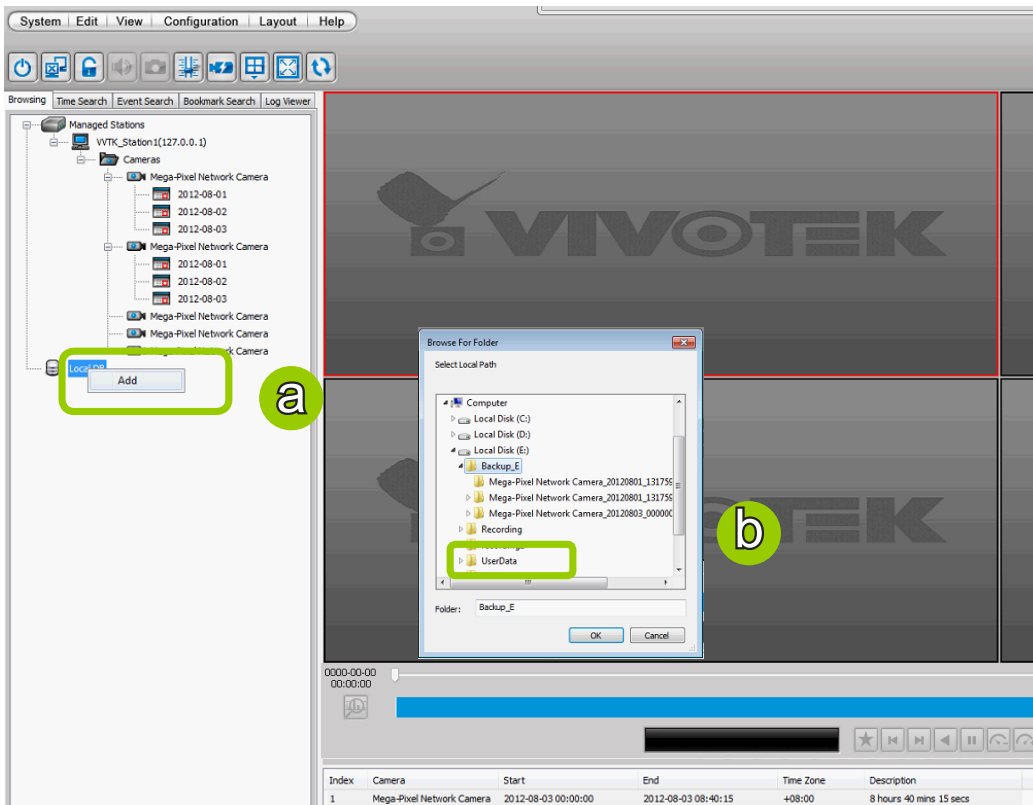 System Edit View Configuration Layout Help
Browsing Time Search Event Search Bookmark Search Log Viewer
Managed Stations
VVTK_Station1(127.0.0.1)
Cameras
Mega-Pixel Network Camera
2012-08-01
2012-08-02
2012-08-03
Mega-Pixel Network Camera
2012-08-01
2012-08-02
2012-08-03
Mega-Pixel Network Camera
Mega-Pixel Network Camera
Mega-Pixel Network Camera
Local DB
Add
a
VIVOTEK
Browse For Folder
Select Local Path
Computer
Local Disk (C:)
Local Disk (D:)
Local Disk (E:)
Backup_E
Mega-Pixel Network Camera_20120801_131759
Mega-Pixel Network Camera_20120801_131759
Mega-Pixel Network Camera_20120803_000000
Recording
UserData
Folder: Backup_E
OK Cancel
b
TEK
0000-00-00
00:00:00
Index Camera Start End Time Zone Description
1 Mega-Pixel Network Camera 2012-08-03 00:00:00 2012-08-03 08:40:15 +08:00 8 hours 40 mins 15 secs